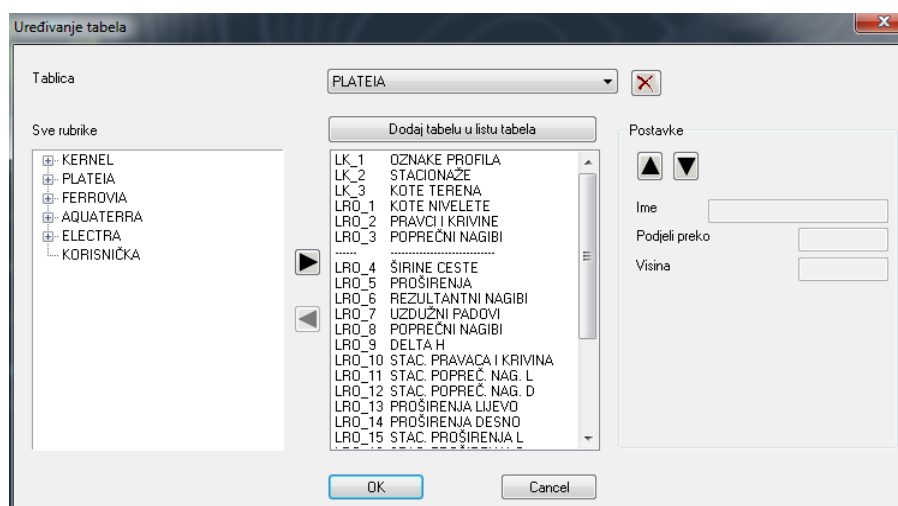 Uređivanje tabela
Tablica
PLATEIA
Sve rubrike
Dodaj tabelu u listu tabela
Postavke
KERNEL
PLATEIA
FERROVIA
AQUATERRA
ELECTRA
KORISNIČKA
LK_1 OZNAKE PROFILA
LK_2 STACIONAŽE
LK_3 KOTE TERENA
LRO_1 KOTE NIVELETE
LRO_2 PRAVCI I KRIVINE
LRO_3 POPREČNI NAGIBI
------ --------------------------
LRO_4 ŠIRINE CESTE
LRO_5 PROŠIRENJA
LRO_6 REZULTANTNI NAGIBI
LRO_7 UZDUŽNI PADOVI
LRO_8 POPREČNI NAGIBI
LRO_9 DELTA H
LRO_10 STAC. PRAVACA I KRIVINA
LRO_11 STAC. POPREČ. NAG. L
LRO_12 STAC. POPREČ. NAG. D
LRO_13 PROŠIRENJA LIJEVO
LRO_14 PROŠIRENJA DESNO
LRO_15 STAC. PROŠIRENJA L
Ime
Podjeli preko
Visina
OK
Cancel